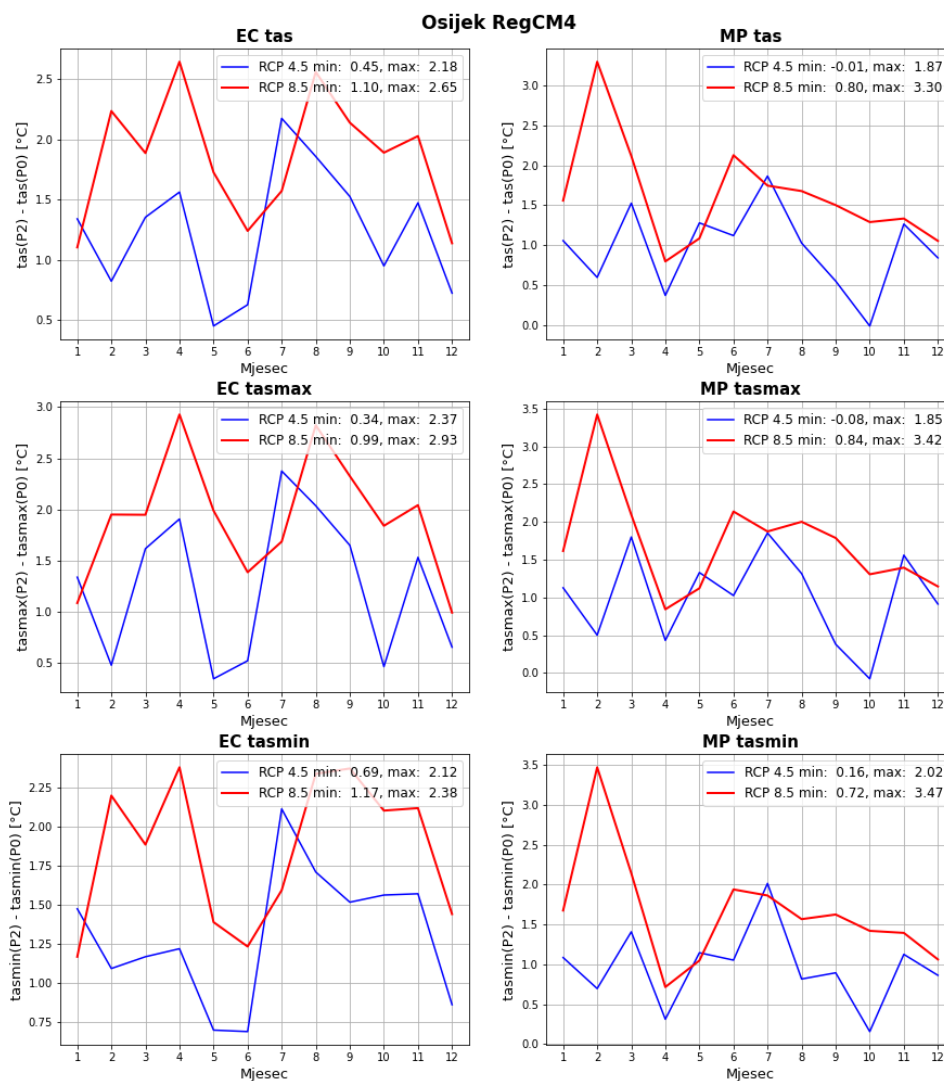 Osijek RegCM4
EC tas
RCP 4.5 min: 0.45, max: 2.18
RCP 8.5 min: 1.10, max: 2.65
tas(P2) - tas(P0) [°C]
2.5
2.0
1.5
1.0
0.5
1 2 3 4 5 6 7 8 9 10 11 12
Mjesec
MP tas
RCP 4.5 min: -0.01, max: 1.87
RCP 8.5 min: 0.80, max: 3.30
tas(P2) - tas(P0) [°C]
3.0
2.5
2.0
1.5
1.0
0.5
0.0
1 2 3 4 5 6 7 8 9 10 11 12
Mjesec
EC tasmax
RCP 4.5 min: 0.34, max: 2.37
RCP 8.5 min: 0.99, max: 2.93
tasmax(P2) - tasmax(P0) [°C]
3.0
2.5
2.0
1.5
1.0
0.5
1 2 3 4 5 6 7 8 9 10 11 12
Mjesec
MP tasmax
RCP 4.5 min: -0.08, max: 1.85
RCP 8.5 min: 0.84, max: 3.42
tasmax(P2) - tasmax(P0) [°C]
3.5
3.0
2.5
2.0
1.5
1.0
0.5
0.0
1 2 3 4 5 6 7 8 9 10 11 12
Mjesec
EC tasmin
RCP 4.5 min: 0.69, max: 2.12
RCP 8.5 min: 1.17, max: 2.38
tasmin(P2) - tasmin(P0) [°C]
2.25
2.00
1.75
1.50
1.25
1.00
0.75
1 2 3 4 5 6 7 8 9 10 11 12
Mjesec
MP tasmin
RCP 4.5 min: 0.16, max: 2.02
RCP 8.5 min: 0.72, max: 3.47
tasmin(P2) - tasmin(P0) [°C]
3.5
3.0
2.5
2.0
1.5
1.0
0.5
0.0
1 2 3 4 5 6 7 8 9 10 11 12
Mjesec